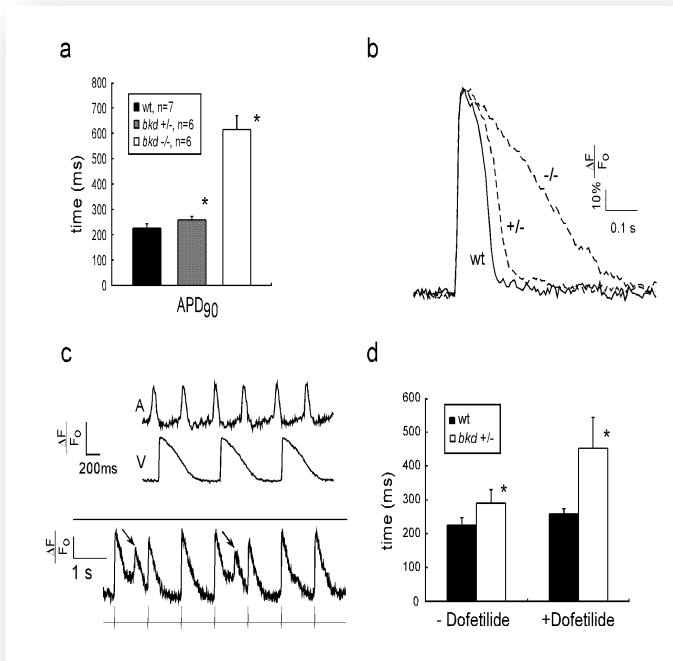 a
800
700
600
500
400
300
200
100
0
time (ms)
wt, n=7
bkd +/-, n=6
bkd -/-, n=6
*
*
APD90
b
-/-
+/-
wt
ΔF
Fo
10%
0.1 s
c
A
V
ΔF
Fo
200ms
ΔF
Fo
1 s
d
600
500
400
300
200
100
0
time (ms)
wt
bkd +/-
*
*
- Dofetilide
+Dofetilide